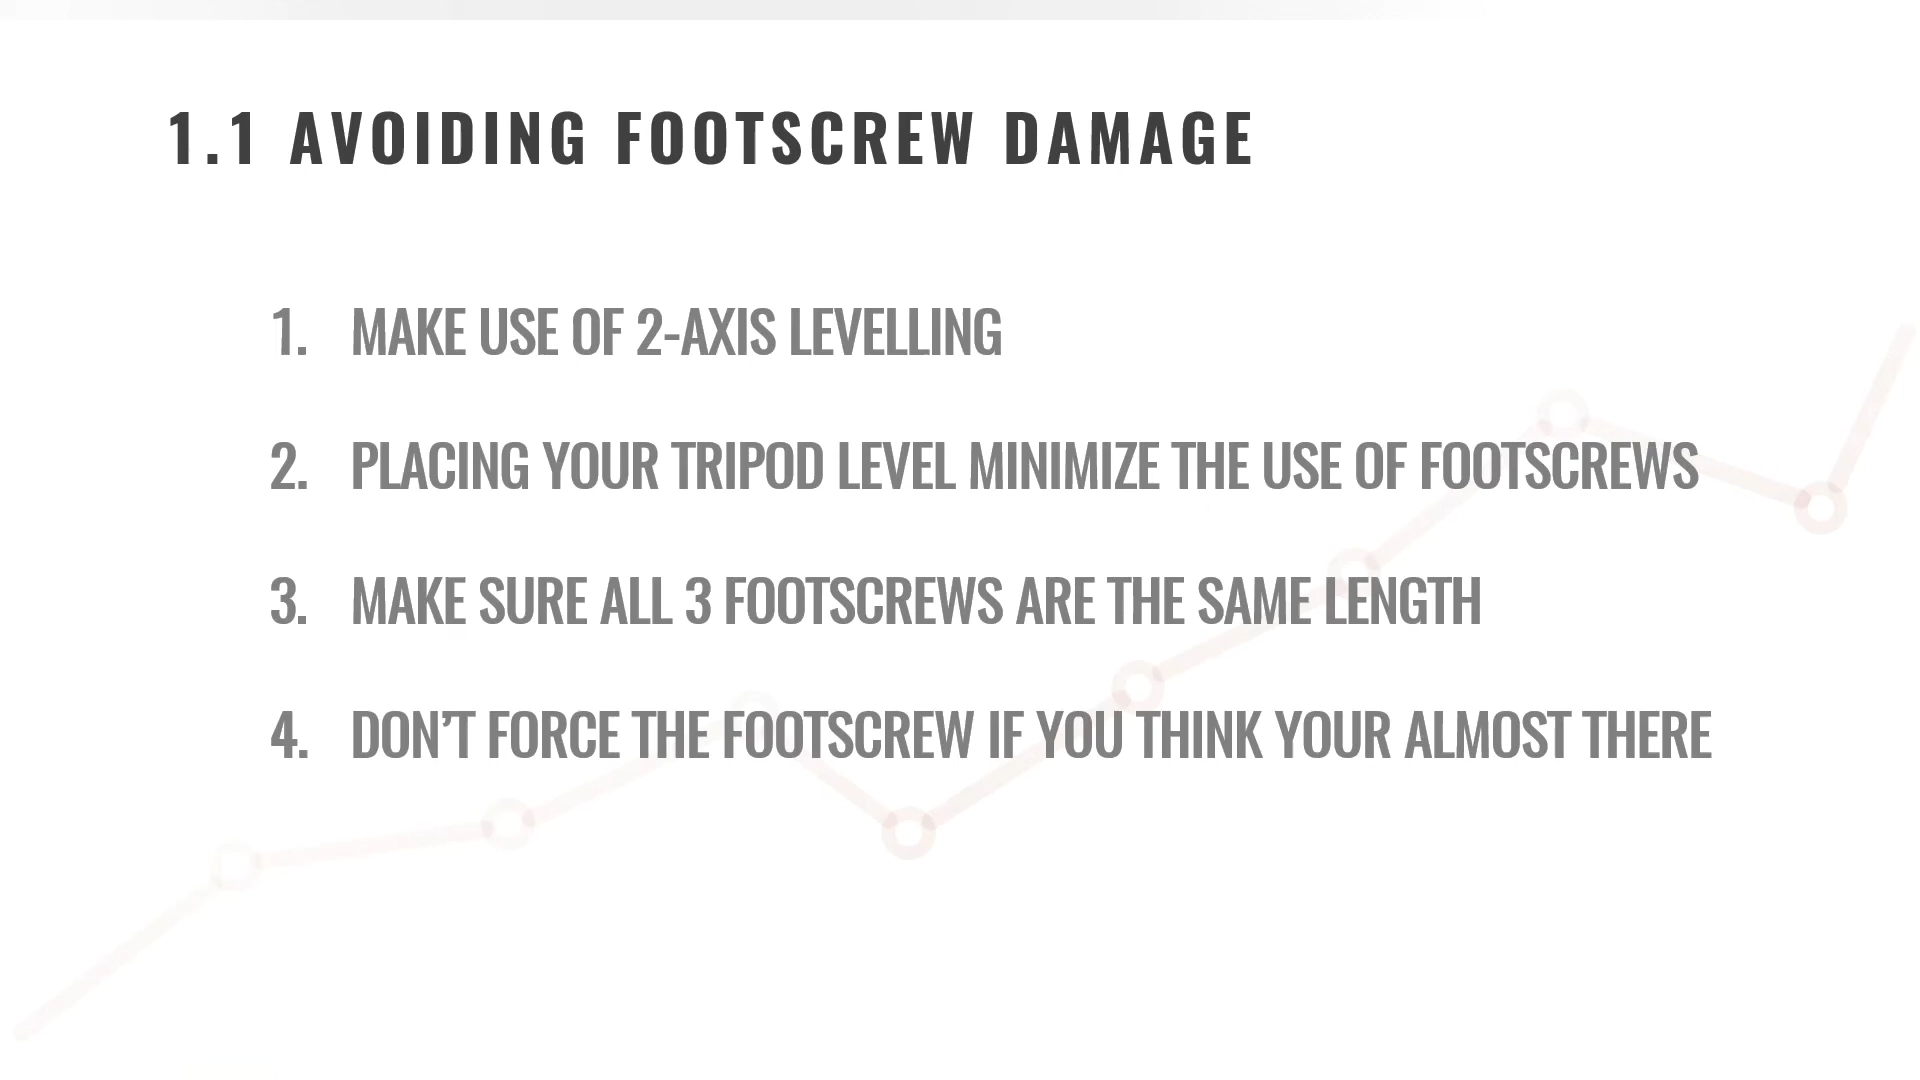 1.1 AVOIDING FOOTSCREW DAMAGE
1. MAKE USE OF 2-AXIS LEVELLING
2. PLACING YOUR TRIPOD LEVEL MINIMIZE THE USE OF FOOTSCREWS
3. MAKE SURE ALL 3 FOOTSCREWS ARE THE SAME LENGTH
4. DON’T FORCE THE FOOTSCREW IF YOU THINK YOUR ALMOST THERE